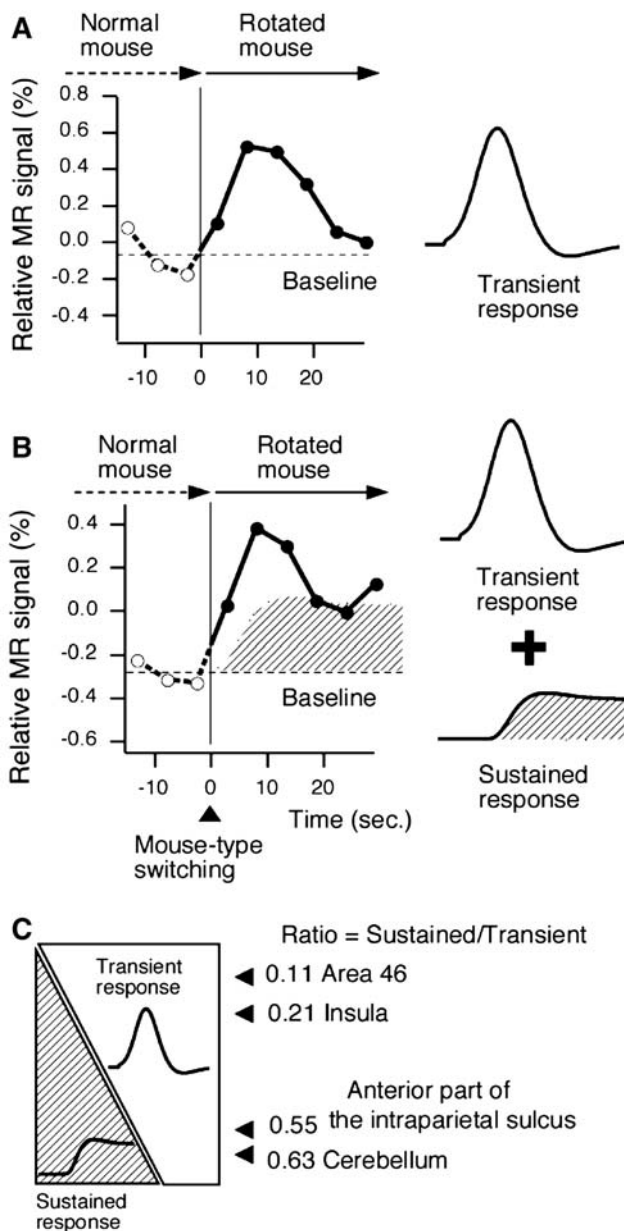 A
Normal mouse
Rotated mouse
Relative MR signal (%)
0.8
0.6
0.4
0.2
0.0
-0.2
-0.4
Baseline
-10
0
10
20
Transient
response
B
Normal mouse
Rotated mouse
Relative MR signal (%)
0.4
0.2
0.0
-0.2
-0.4
-0.6
Baseline
-10
0
10
20
Time (sec.)
Mouse-type
switching
Transient
response
+
Sustained
response
C
Ratio = Sustained/Transient
Transient
response
Sustained
response
0.11 Area 46
0.21 Insula
Anterior part of
0.55 the intraparietal sulcus
0.63 Cerebellum